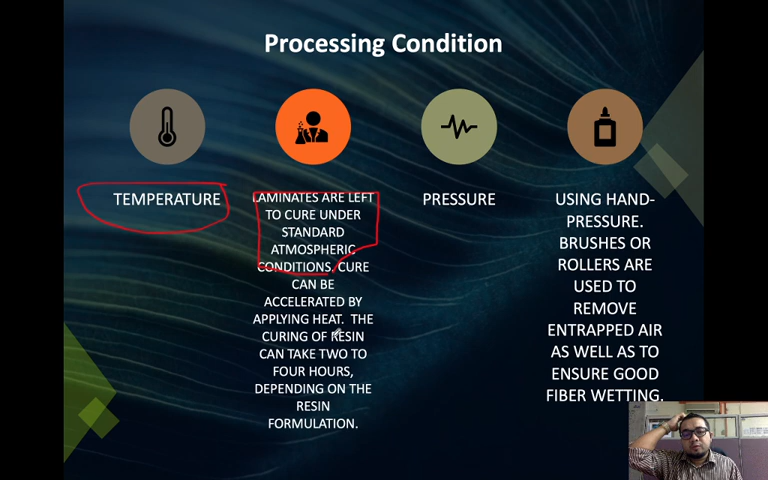 Processing Condition
TEMPERATURE
LAMINATES ARE LEFT
TO CURE UNDER
STANDARD
ATMOSPHERIC
CONDITIONS. CURE
CAN BE
ACCELERATED BY
APPLYING HEAT. THE
CURING OF RESIN
CAN TAKE TWO TO
FOUR HOURS,
DEPENDING ON THE
RESIN
FORMULATION.
PRESSURE
USING HAND-
PRESSURE.
BRUSHES OR
ROLLERS ARE
USED TO
REMOVE
ENTRAPPED AIR
AS WELL AS TO
ENSURE GOOD
FIBER WETTING.